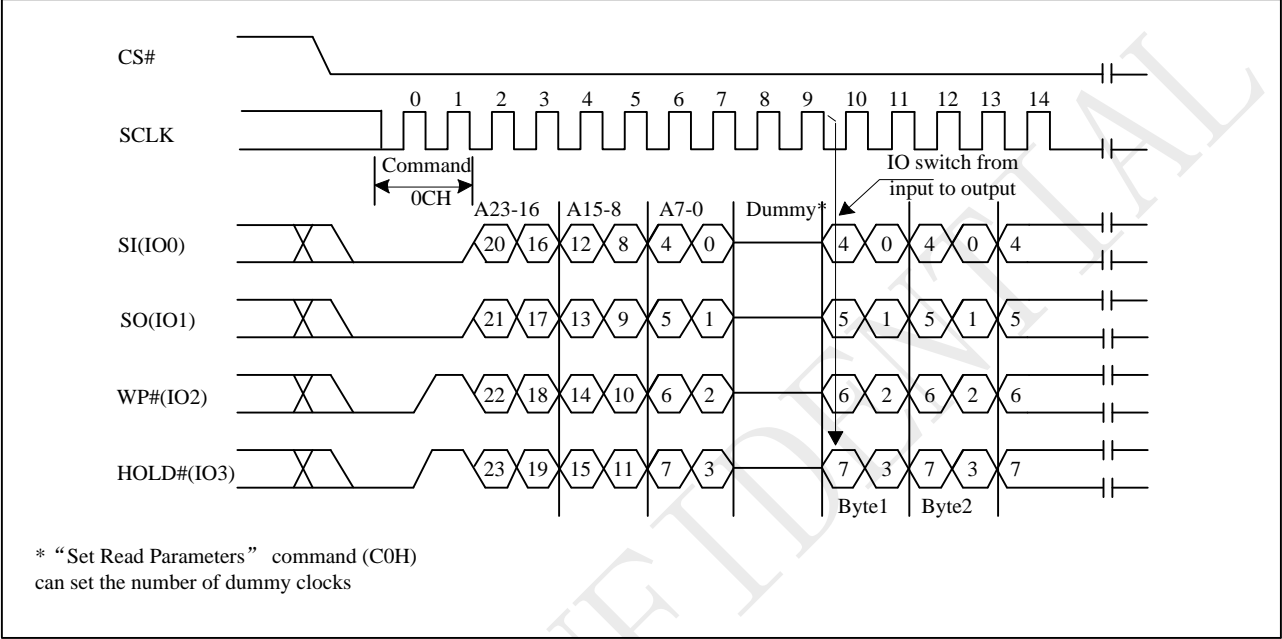 CS#
0 1 2 3 4 5 6 7 8 9 10 11 12 13 14
SCLK
Command
0CH
IO switch from
input to output
A23-16 A15-8 A7-0 Dummy*
SI(IO0) 20 16 12 8 4 0 4 0 4 0 4
SO(IO1) 21 17 13 9 5 1 5 1 5 1 5
WP#(IO2) 22 18 14 10 6 2 6 2 6 2 6
HOLD#(IO3) 23 19 15 11 7 3 7 3 7 3 7
Byte1 Byte2
* “Set Read Parameters” command (C0H)
can set the number of dummy clocks